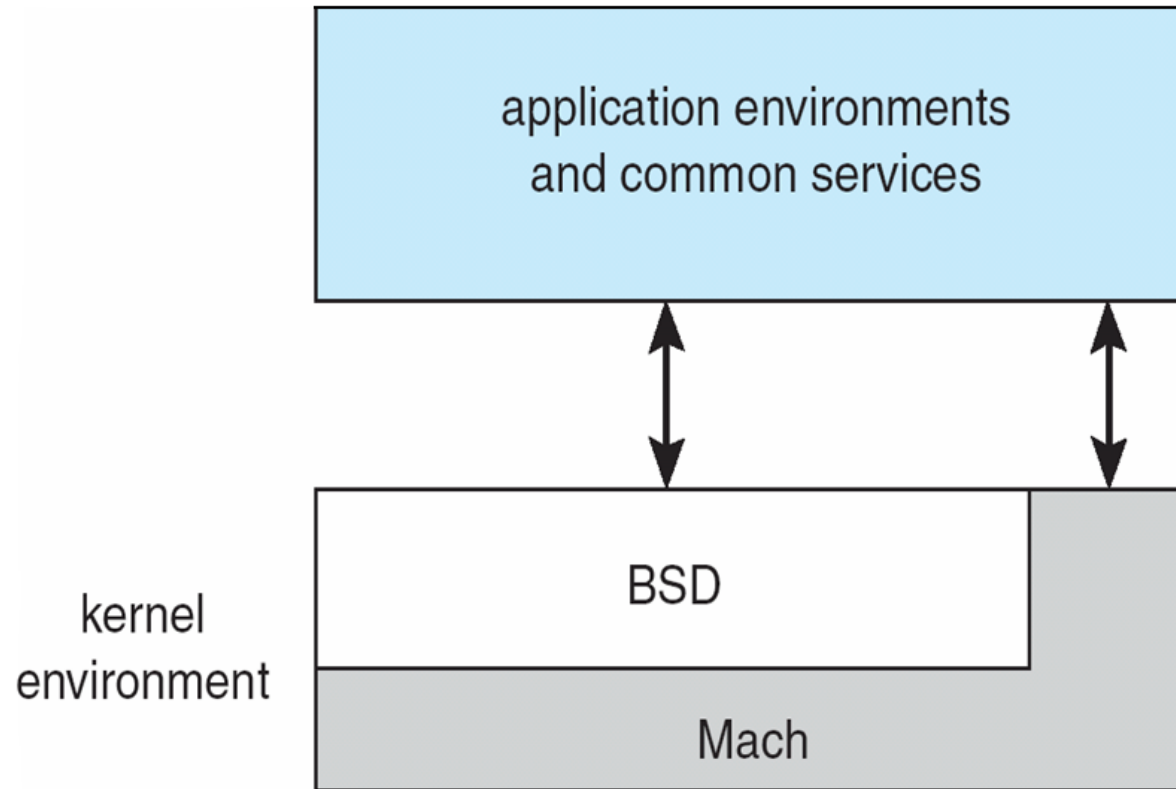 application environments
and common services
BSD
kernel
environment
Mach